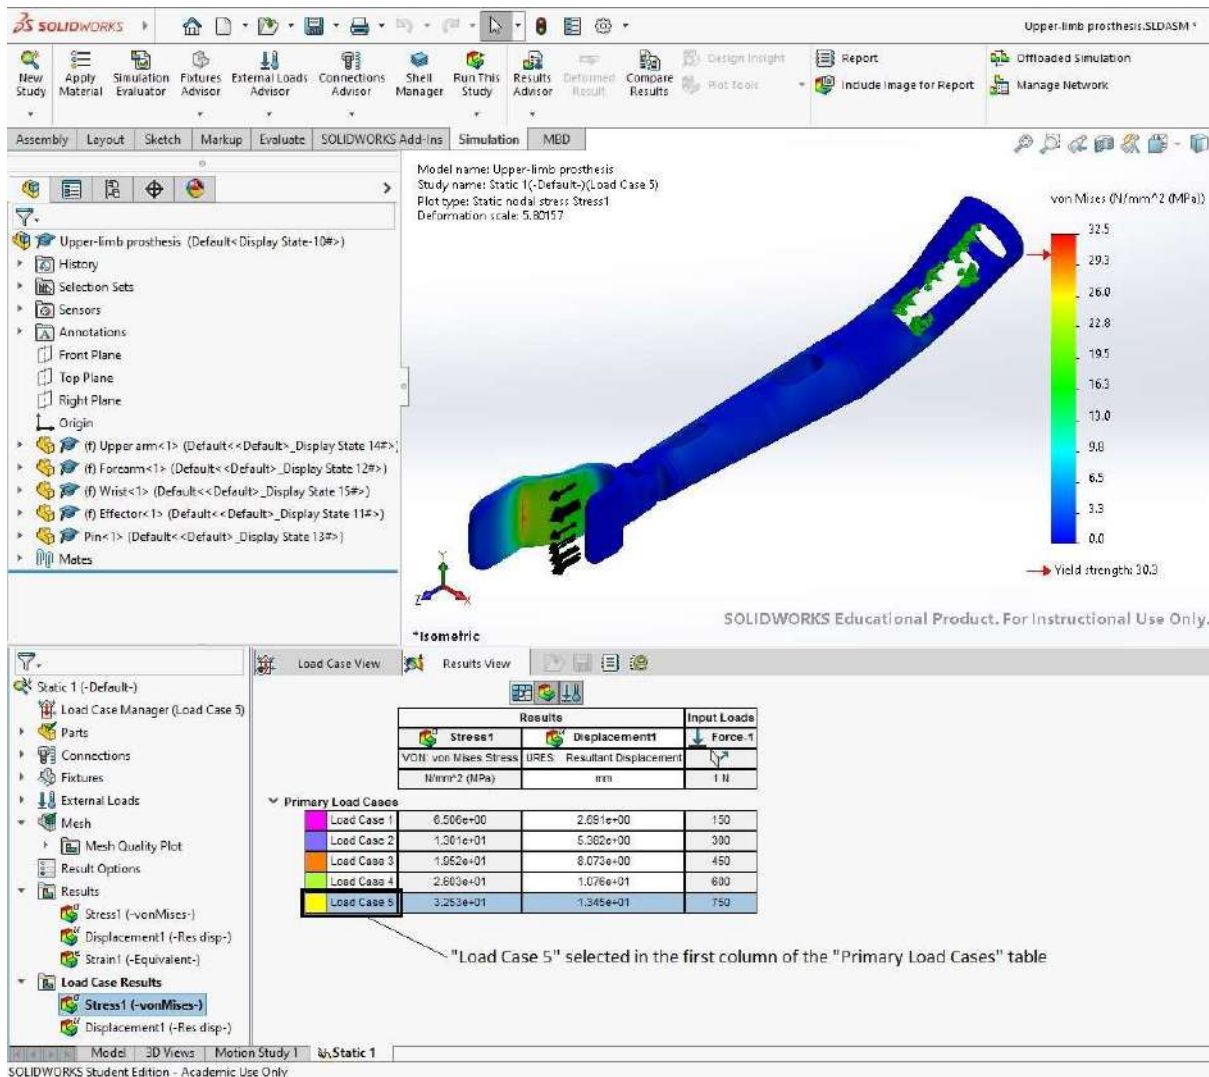 SOLIDWORKS
Upper-limb prosthesis.SLDASM *
New Study
Apply Material
Simulation Evaluator
Fixtures Advisor
External Loads Advisor
Connections Advisor
Shell Manager
Run This Study
Results Advisor
Deformed Result
Compare Results
Design Insight
Plot Tools
Report
Include Image for Report
Offloaded Simulation
Manage Network
Assembly Layout Sketch Markup Evaluate SOLIDWORKS Add-Ins Simulation MBD
Upper-limb prosthesis (Default<Display State-10#>)
History
Selection Sets
Sensors
Annotations
Front Plane
Top Plane
Right Plane
Origin
(f) Upper arm<1> (Default<<Default>_Display State 14#>)
(f) Forearm<1> (Default<<Default>_Display State 12#>)
(f) Wrist<1> (Default<<Default>_Display State 15#>)
(f) Effector<1> (Default<<Default>_Display State 11#>)
Pin<1> (Default<<Default>_Display State 13#>)
Mates
Model name: Upper-limb prosthesis
Study name: Static 1(-Default-)(Load Case 5)
Plot type: Static nodal stress Stress1
Deformation scale: 5.80157
von Mises (N/mm^2 (MPa))
32.5
29.3
26.0
22.8
19.5
16.3
13.0
9.8
6.5
3.3
0.0
Yield strength: 30.3
Y
Z
X
*Isometric
SOLIDWORKS Educational Product. For Instructional Use Only.
Static 1 (-Default-)
Load Case Manager (Load Case 5)
Parts
Connections
Fixtures
External Loads
Mesh
Mesh Quality Plot
Result Options
Results
Stress1 (-vonMises-)
Displacement1 (-Res disp-)
Strain1 (-Equivalent-)
Load Case Results
Stress1 (-vonMises-)
Displacement1 (-Res disp-)
Load Case View Results View
Results Input Loads
Stress1 Displacement1 Force-1
VON: von Mises Stress URES: Resultant Displacement
N/mm^2 (MPa) mm 1 N
Primary Load Cases
Load Case 1 6.506e+00 2.691e+00 150
Load Case 2 1.301e+01 5.382e+00 300
Load Case 3 1.952e+01 8.073e+00 450
Load Case 4 2.603e+01 1.076e+01 600
Load Case 5 3.253e+01 1.345e+01 750
"Load Case 5" selected in the first column of the "Primary Load Cases" table
Model 3D Views Motion Study 1 Static 1
SOLIDWORKS Student Edition - Academic Use Only